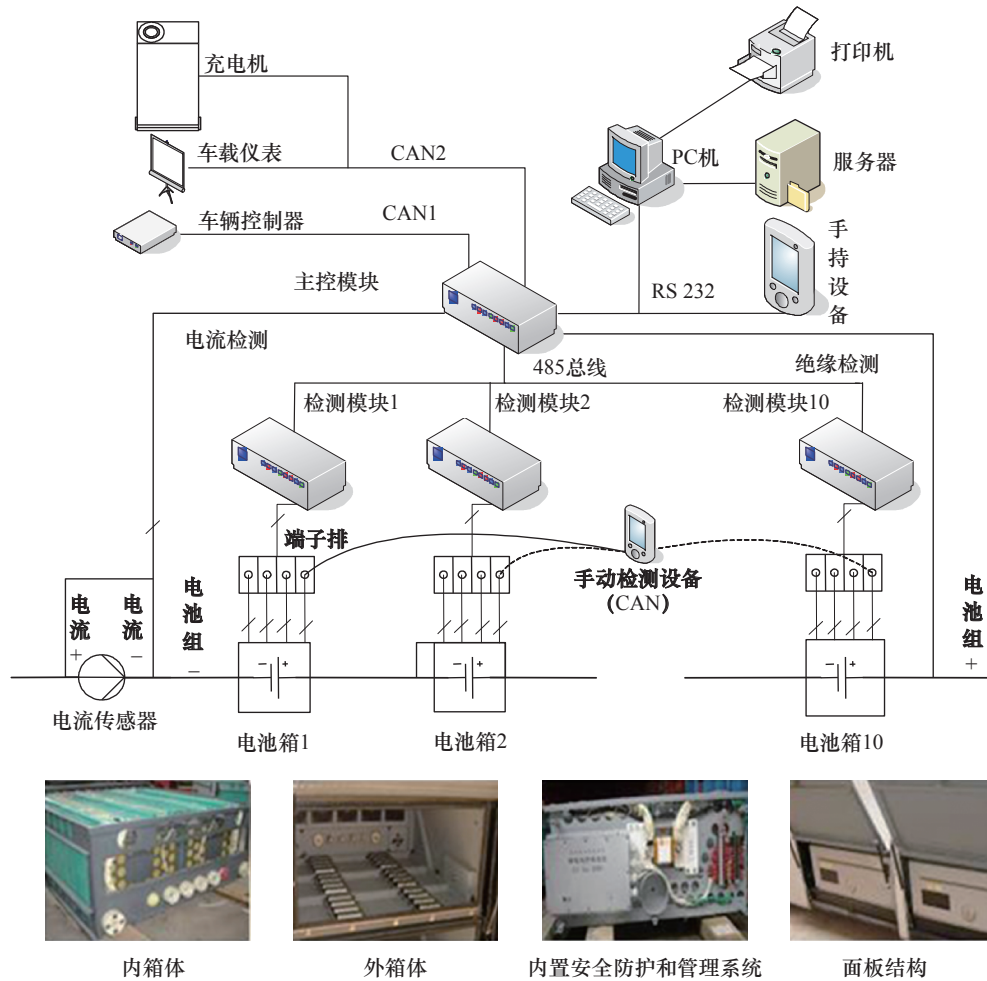 充电机
打印机
车载仪表
CAN2
PC机
服务器
车辆控制器
CAN1
手持设备
主控模块
RS 232
电流检测
485总线
绝缘检测
检测模块1
检测模块2
检测模块10
端子排
手动检测设备
(CAN)
电流
+
电流
−
电池组
−
电池组
+
− +
− +
− +
电流传感器
电池箱1
电池箱2
电池箱10
内箱体
外箱体
内置安全防护和管理系统
面板结构